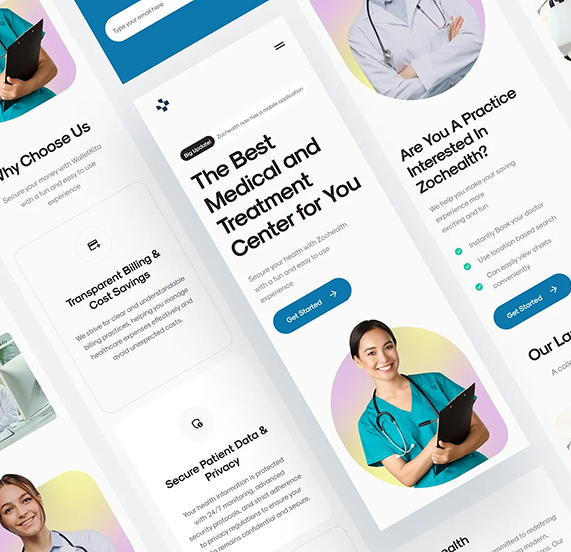 Type your email here
Why Choose Us
Secure your money with WalletKita
with a fun and easy to use
experience
Transparent Billing &
Cost Savings
We strive for clear and understandable
billing practices, helping you manage
healthcare expenses effectively and
avoid unexpected costs.
Secure Patient Data &
Privacy
Your health information is protected
with 24/7 monitoring, advanced
security protocols, and strict adherence
to privacy regulations to ensure your
remains confidential and secure.
Big Update! Zochealth now has a mobile application
The Best
Medical and
Treatment
Center for You
Secure your health with Zochealth
with a fun and easy to use
experience
Get Started
Are You A Practice
Interested In
Zochealth?
We help you make your saving
experience more
exciting and fun
Instantly Book your doctor
Use location based search
Can easily view charts
conveniently
Get Started
Our La
A colle
ealth
ommitted to redefining
ing modern,
ons. Our